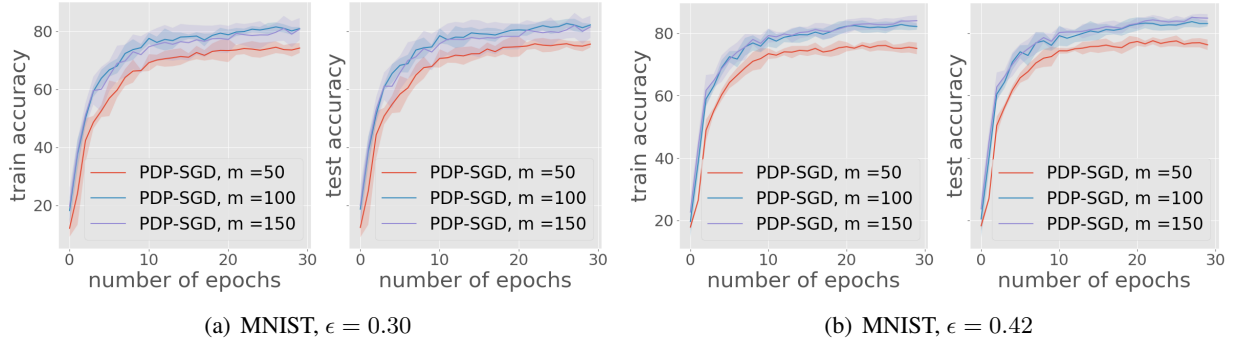 train accuracy
80
60
40
20
PDP-SGD, m =50
PDP-SGD, m =100
PDP-SGD, m =150
0 10 20 30
number of epochs
test accuracy
PDP-SGD, m =50
PDP-SGD, m =100
PDP-SGD, m =150
0 10 20 30
number of epochs
(a) MNIST, ϵ = 0.30
train accuracy
80
60
40
20
PDP-SGD, m =50
PDP-SGD, m =100
PDP-SGD, m =150
0 10 20 30
number of epochs
test accuracy
PDP-SGD, m =50
PDP-SGD, m =100
PDP-SGD, m =150
0 10 20 30
number of epochs
(b) MNIST, ϵ = 0.42